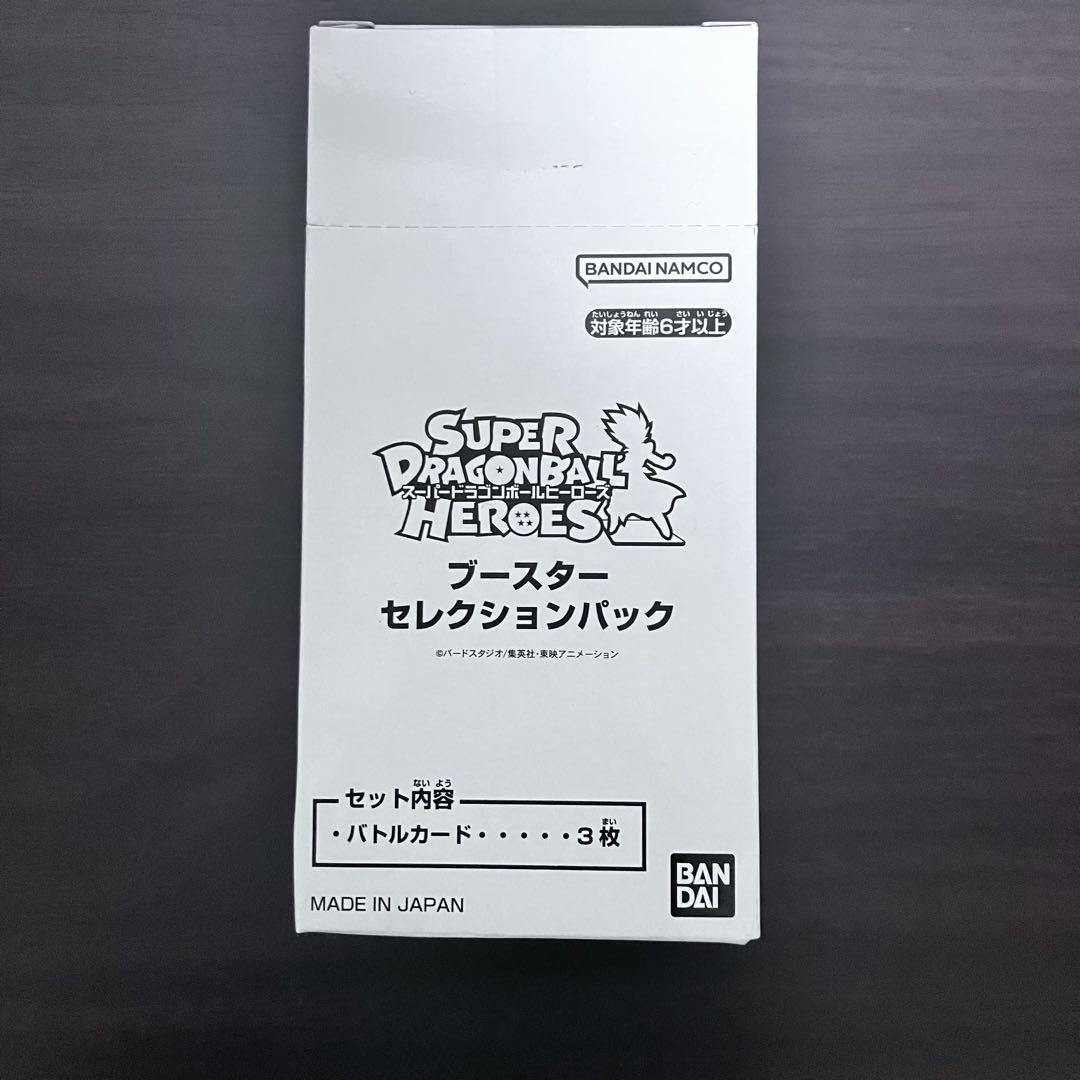 BANDAI NAMCO
たいしょうねんれい さいいじょう
対象年齢6才以上
SUPER
DRAGONBALL
スーパードラゴンボールヒーローズ
HEROES
ブースター
セレクションパック
©バードスタジオ/集英社・東映アニメーション
ないよう
セット内容
まい
・バトルカード・・・・・3枚
MADE IN JAPAN
BAN
DAI